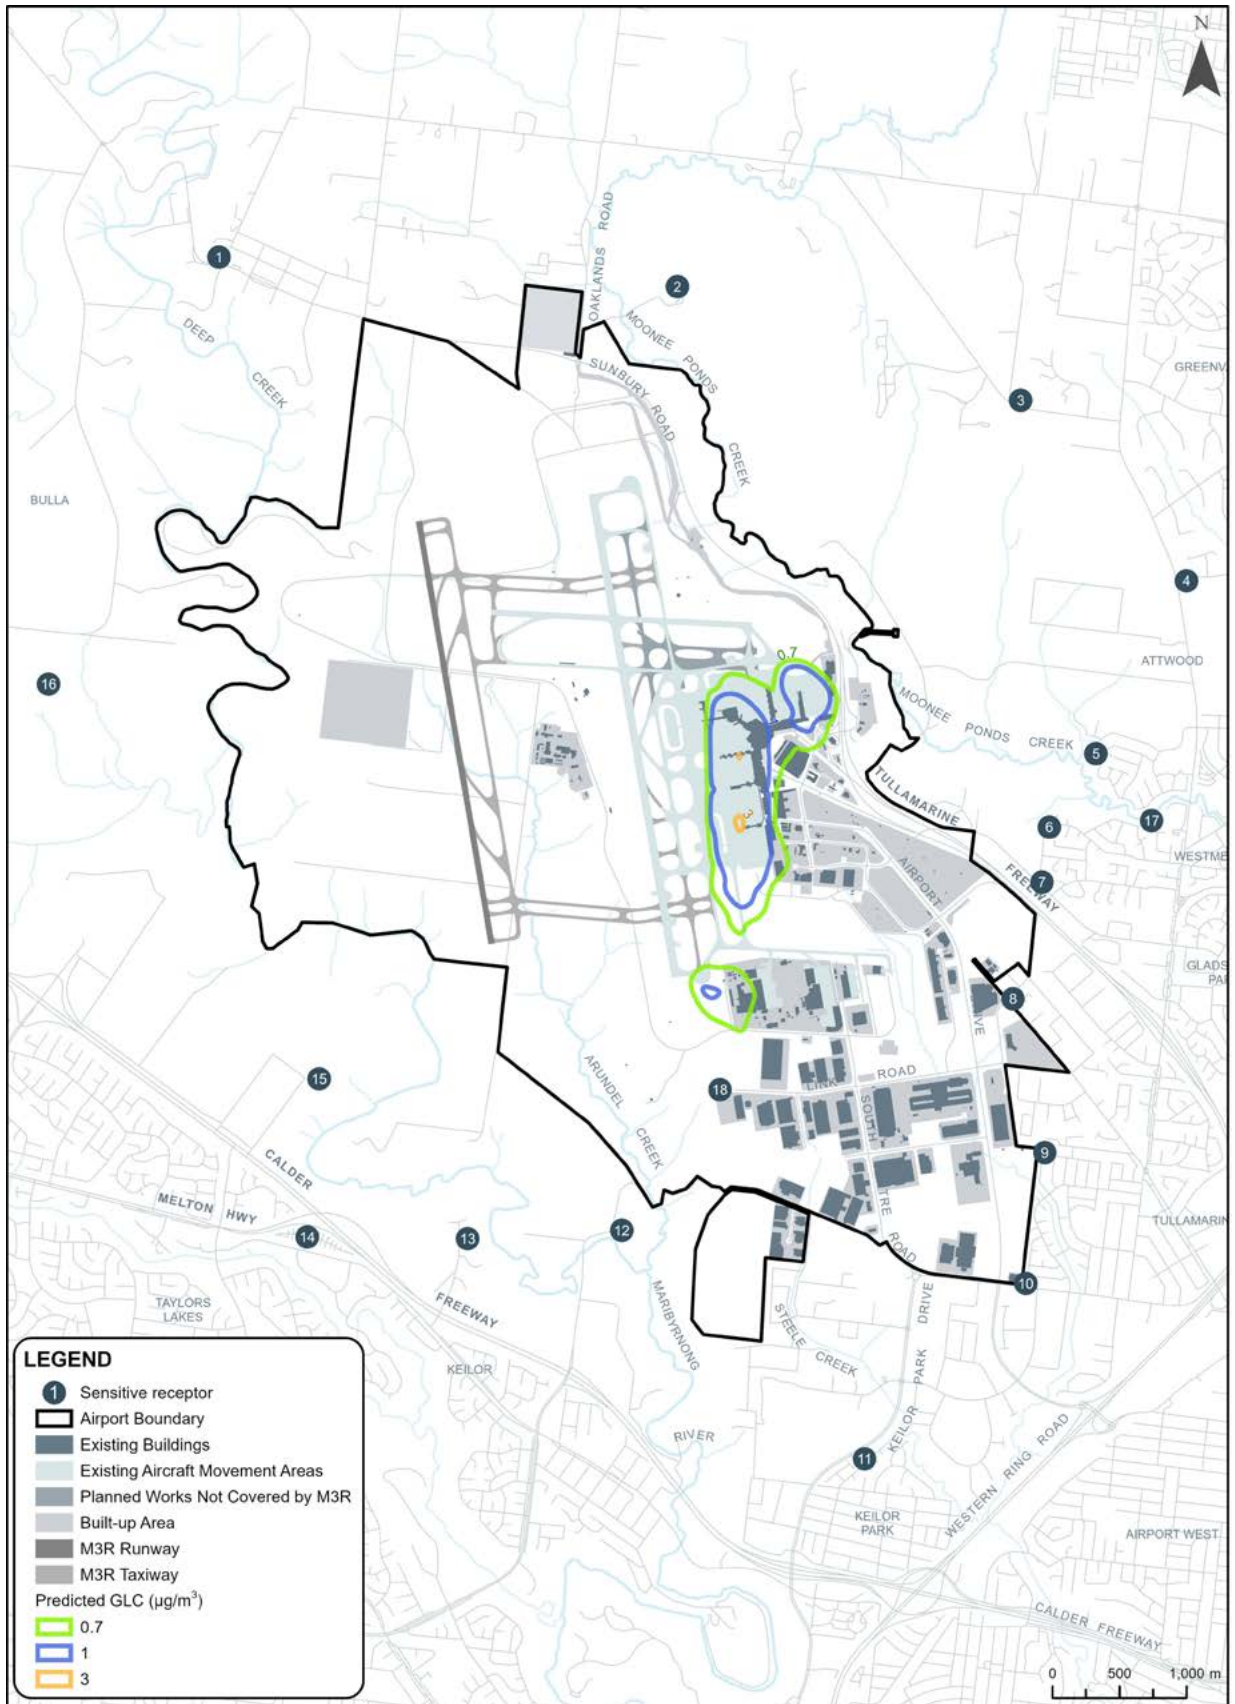 N
OAKLANDS ROAD
1
2
MOONEE PONDS
CREEK
DEEP
CREEK
SUNBURY ROAD
GREENV
3
BULLA
4
0.7
ATTWOOD
16
MOONEE PONDS CREEK
5
TULLAMARINE
FREEWAY
3
17
6
WESTME
AIRPORT
7
GLADS
PAR
8
IVE
ARUNDEL
CREEK
15
18
LINK ROAD
SOUTH
TRE
ROAD
9
CALDER
FREEWAY
MELTON HWY
14
13
12
TULLAMARIN
10
TAYLORS
LAKES
MARIBYRNONG
RIVER
STEELE CREEK
KEILOR PARK DRIVE
KEILOR
11
WESTERN RING ROAD
KEILOR
PARK
AIRPORT WEST
CALDER FREEWAY
LEGEND
1 Sensitive receptor
Airport Boundary
Existing Buildings
Existing Aircraft Movement Areas
Planned Works Not Covered by M3R
Built-up Area
M3R Runway
M3R Taxiway
Predicted GLC (µg/m³)
0.7
1
3
0 500 1,000 m